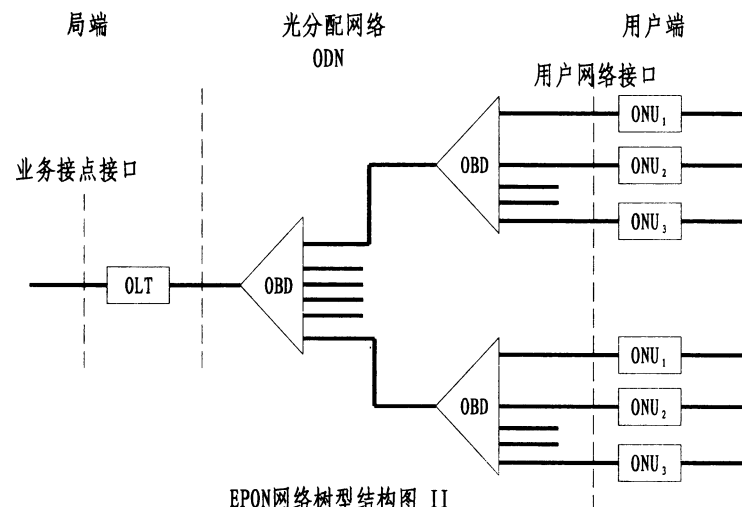 局端
光分配网络
ODN
用户端
用户网络接口
业务接点接口
OLT
OBD
OBD
ONU₁
ONU₂
ONU₃
OBD
ONU₁
ONU₂
ONU₃
EPON网络树型结构图 II